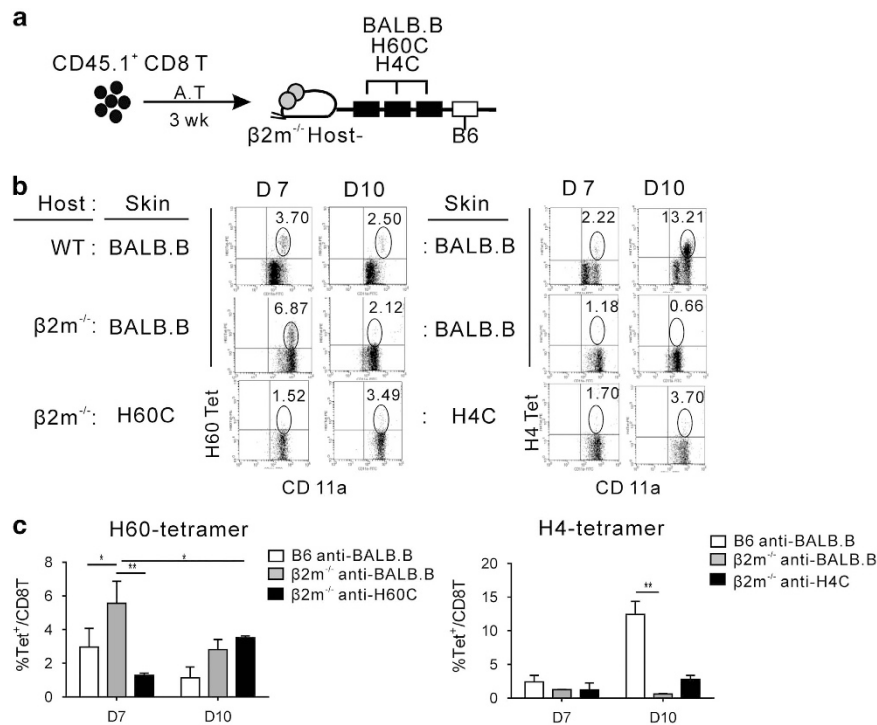 a
BALB.B
H60C
H4C
CD45.1+ CD8 T
A.T
3 wk
β2m-/- Host-
B6
b
D 7 D10 D 7 D10
Host : Skin Skin
WT : BALB.B : BALB.B
3.70 2.50 2.22 13.21
β2m-/-: BALB.B : BALB.B
6.87 2.12 1.18 0.66
β2m-/-: H60C : H4C
1.52 3.49 1.70 3.70
H60 Tet
H4 Tet
CD 11a CD 11a
c
H60-tetramer
%Tet+/CD8T
8
6
4
2
0
* ** *
D7 D10
B6 anti-BALB.B
β2m-/- anti-BALB.B
β2m-/- anti-H60C
H4-tetramer
%Tet+/CD8T
20
15
10
5
0
**
D7 D10
B6 anti-BALB.B
β2m-/- anti-BALB.B
β2m-/- anti-H4C